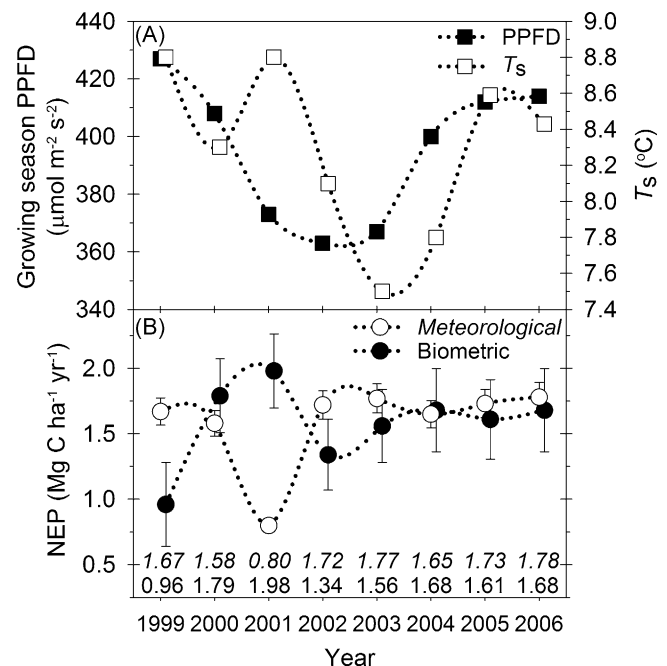 (A)
PPFD
Ts
Growing season PPFD
(μmol m-2 s-2)
440
420
400
380
360
340
9.0
8.8
8.6
8.4
8.2
8.0
7.8
7.6
7.4
Ts (oC)
(B)
Meteorological
Biometric
NEP (Mg C ha-1 yr-1)
2.0
1.5
1.0
0.5
1.67 1.58 0.80 1.72 1.77 1.65 1.73 1.78
0.96 1.79 1.98 1.34 1.56 1.68 1.61 1.68
1999 2000 2001 2002 2003 2004 2005 2006
Year